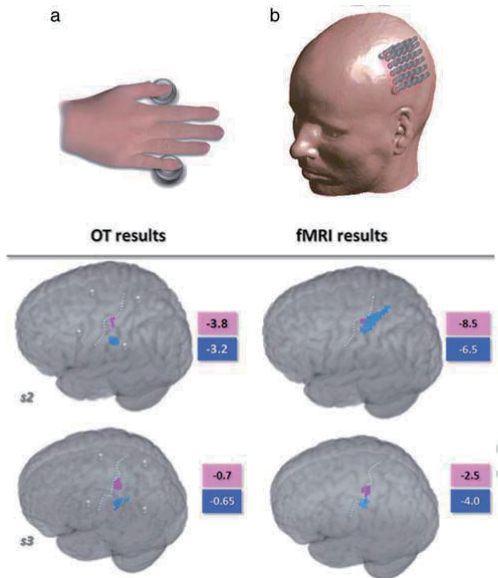 a
b
OT results
fMRI results
-3.8
-3.2
-8.5
-6.5
s2
-0.7
-0.65
-2.5
-4.0
s3